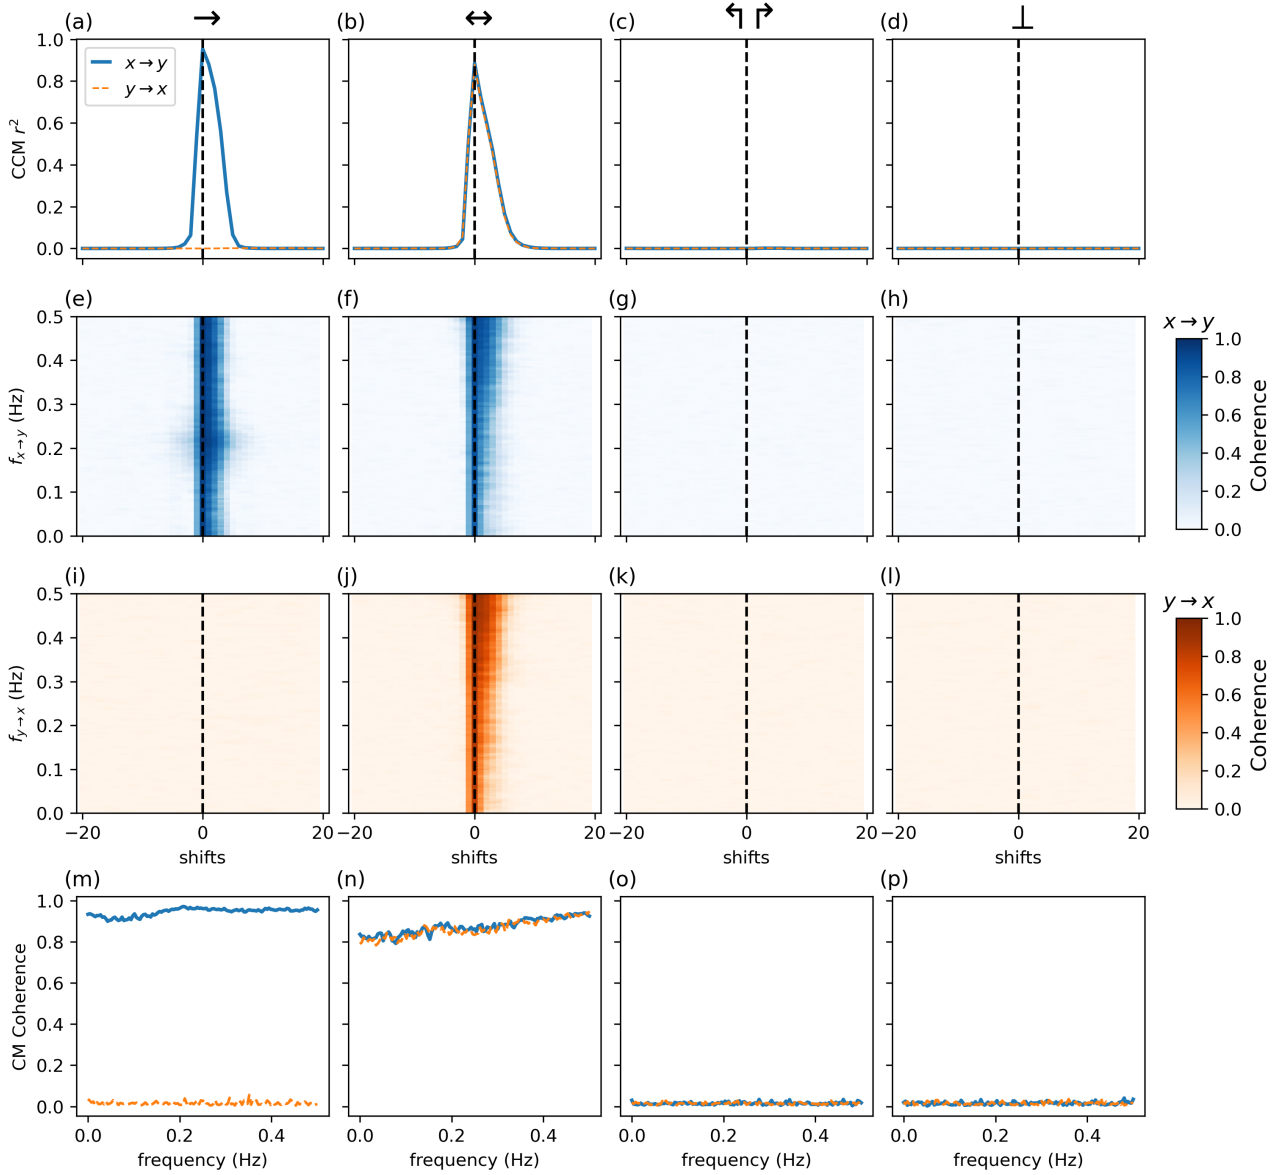 (a) → (b) ↔ (c) ↰ ↱ (d) ⊥
1.0
0.8
0.6
0.4
0.2
0.0
CCM r²
x → y
y → x
(e) (f) (g) (h)
0.5
0.4
0.3
0.2
0.1
0.0
f x→y (Hz)
−20 0 20 −20 0 20 −20 0 20 −20 0 20
x → y
1.0
0.8
0.6
0.4
0.2
0.0
Coherence
(i) (j) (k) (l)
0.5
0.4
0.3
0.2
0.1
0.0
f y→x (Hz)
shifts shifts shifts shifts
y → x
1.0
0.8
0.6
0.4
0.2
0.0
Coherence
(m) (n) (o) (p)
1.0
0.8
0.6
0.4
0.2
0.0
CM Coherence
0.0 0.2 0.4 0.0 0.2 0.4 0.0 0.2 0.4 0.0 0.2 0.4
frequency (Hz) frequency (Hz) frequency (Hz) frequency (Hz)